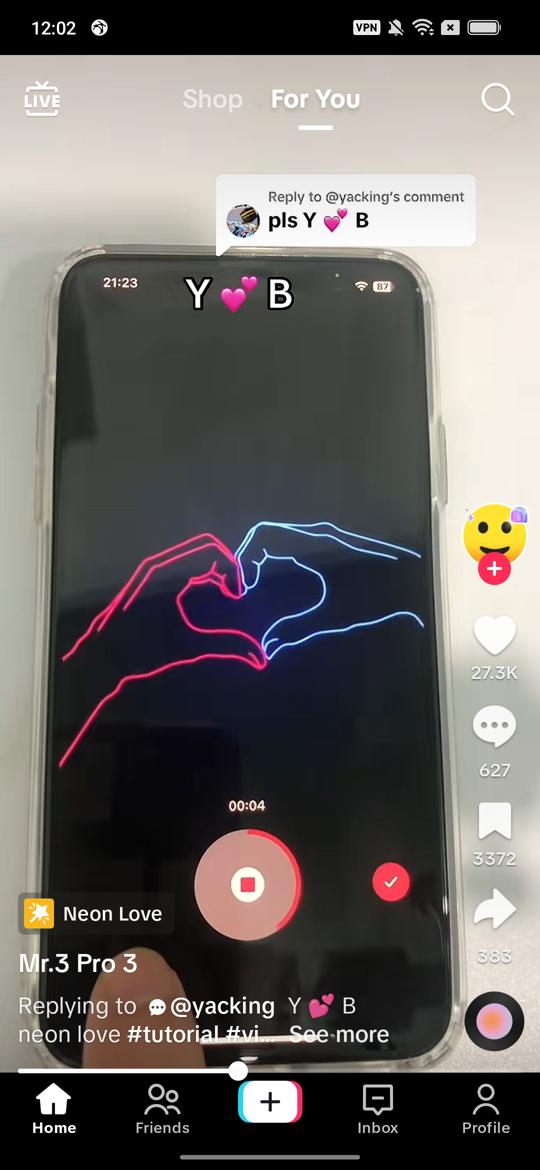 12:02
VPN
LIVE
Shop
For You
Reply to @yacking's comment
pls Y 💕 B
21:23
87
Y 💕 B
27.3K
627
3372
383
00:04
Neon Love
Mr.3 Pro 3
Replying to 💬@yacking Y 💕 B
neon love #tutorial #vi... See more
Home
Friends
Inbox
Profile